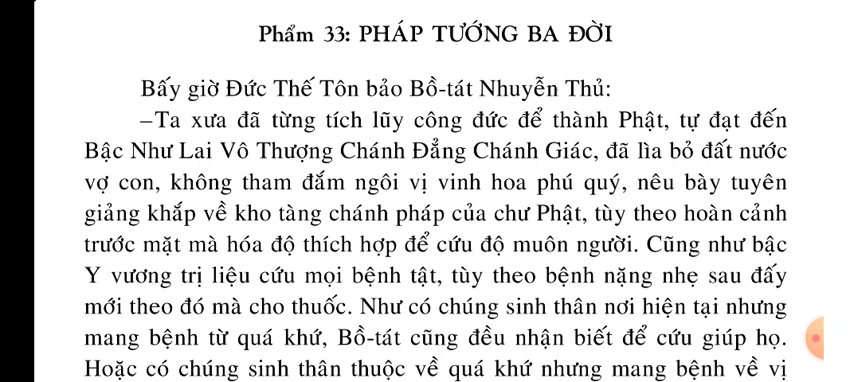 Phẩm 33: PHÁP TƯỚNG BA ĐỜI
Bấy giờ Đức Thế Tôn bảo Bồ-tát Nhuyễn Thủ:
–Ta xưa đã từng tích lũy công đức để thành Phật, tự đạt đến
Bậc Như Lai Vô Thượng Chánh Đẳng Chánh Giác, đã lìa bỏ đất nước
vợ con, không tham đắm ngôi vị vinh hoa phú quý, nêu bày tuyên
giảng khắp về kho tàng chánh pháp của chư Phật, tùy theo hoàn cảnh
trước mặt mà hóa độ thích hợp để cứu độ muôn người. Cũng như bậc
Y vương trị liệu cứu mọi bệnh tật, tùy theo bệnh nặng nhẹ sau đấy
mới theo đó mà cho thuốc. Như có chúng sinh thân nơi hiện tại nhưng
mang bệnh từ quá khứ, Bồ-tát cũng đều nhận biết để cứu giúp họ.
Hoặc có chúng sinh thân thuộc về quá khứ nhưng mang bệnh về vị